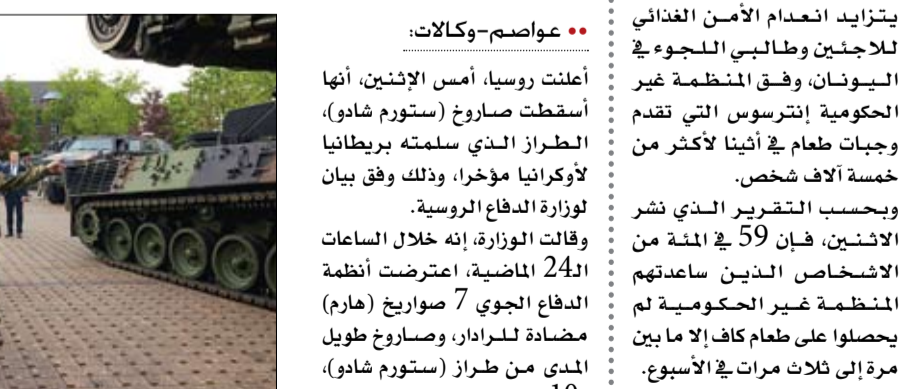 يتزايد انعدام الأمن الغذائي
للاجئين وطالبي اللجوء في
اليونان، وفق المنظمة غير
الحكومية إنترسوس التي تقدم
وجبات طعام في أثينا لأكثر من
خمسة آلاف شخص.
وبحسب التقرير الذي نشر
الاثنين، فإن 59 في المئة من
الاشخاص الذين ساعدتهم
المنظمة غير الحكومية لم
يحصلوا على طعام كاف إلا ما بين
مرة إلى ثلاث مرات في الأسبوع.
•• عواصم-وكالات:
أعلنت روسيا، أمس الإثنين، أنها
أسقطت صاروخ (ستورم شادو)،
الطراز الذي سلمته بريطانيا
لأوكرانيا مؤخرا، وذلك وفق بيان
لوزارة الدفاع الروسية.
وقالت الوزارة، إنه خلال الساعات
الـ24 الماضية، اعترضت أنظمة
الدفاع الجوي 7 صواريخ (هارم)
مضادة للرادار، وصاروخ طويل
المدى من طراز (ستورم شادو)،